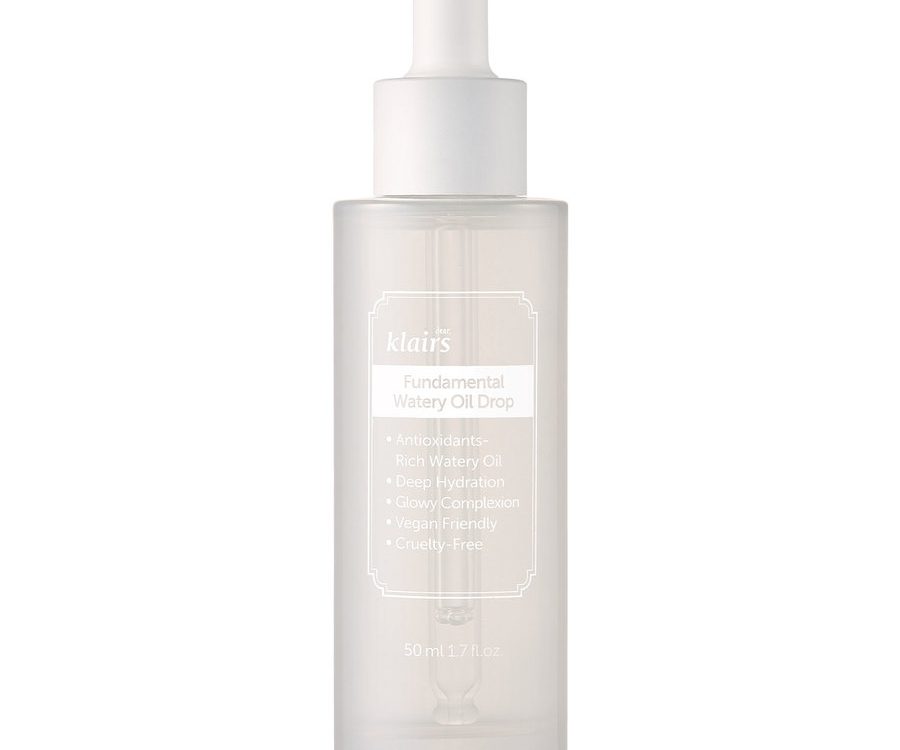 dear,
klairs
Fundamental
Watery Oil Drop
• Antioxidants-
Rich Watery Oil
• Deep Hydration
• Glowy Complexion
• Vegan Friendly
• Cruelty-Free
50 ml 1.7 fl.oz.